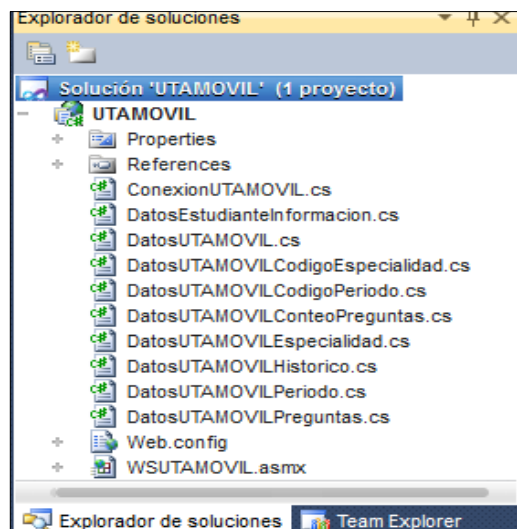 Explorador de soluciones
Solución 'UTAMOVIL' (1 proyecto)
UTAMOVIL
Properties
References
ConexionUTAMOVIL.cs
DatosEstudianteInformacion.cs
DatosUTAMOVIL.cs
DatosUTAMOVILCodigoEspecialidad.cs
DatosUTAMOVILCodigoPeriodo.cs
DatosUTAMOVILConteoPreguntas.cs
DatosUTAMOVILEspecialidad.cs
DatosUTAMOVILHistorico.cs
DatosUTAMOVILPeriodo.cs
DatosUTAMOVILPreguntas.cs
Web.config
WSUTAMOVIL.asmx
Explorador de soluciones Team Explorer